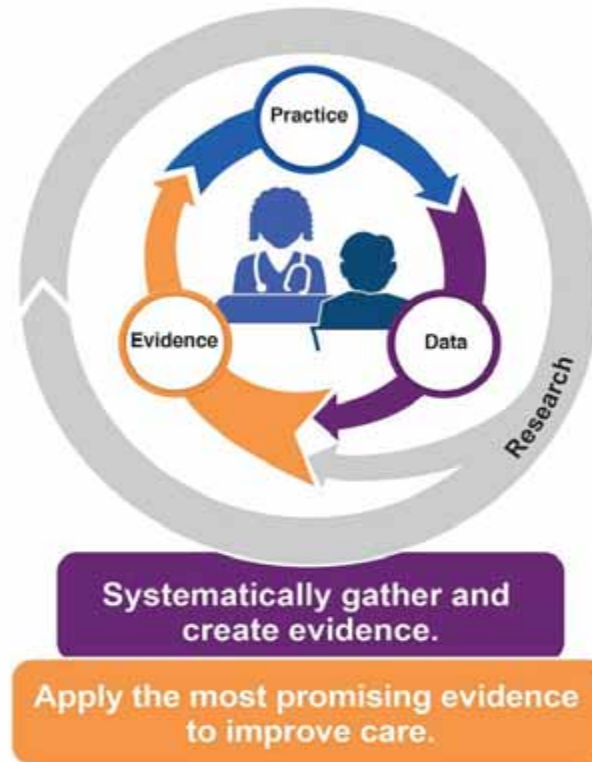 Practice
Evidence
Data
Research
Systematically gather and
create evidence.
Apply the most promising evidence
to improve care.